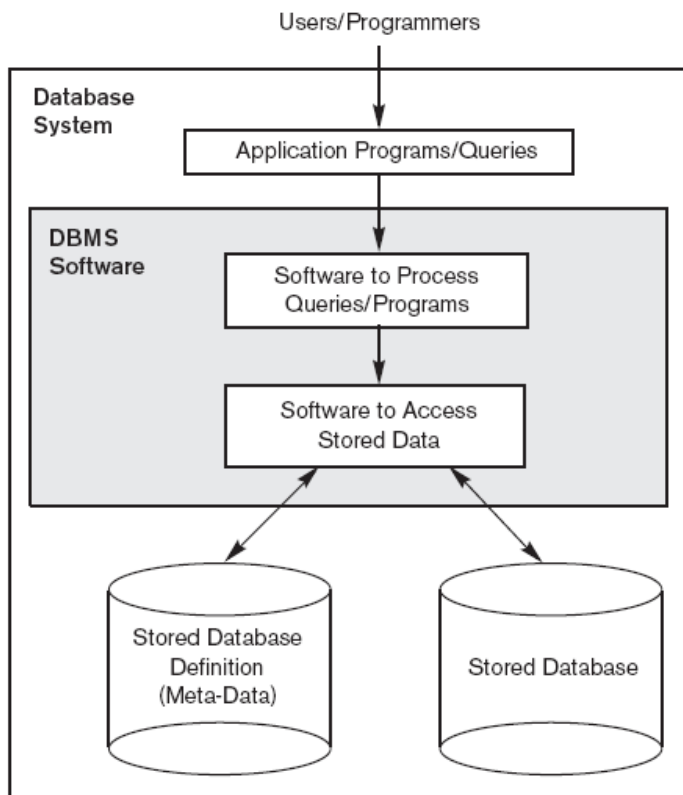 Users/Programmers
Database
System
Application Programs/Queries
DBMS
Software
Software to Process
Queries/Programs
Software to Access
Stored Data
Stored Database
Definition
(Meta-Data)
Stored Database